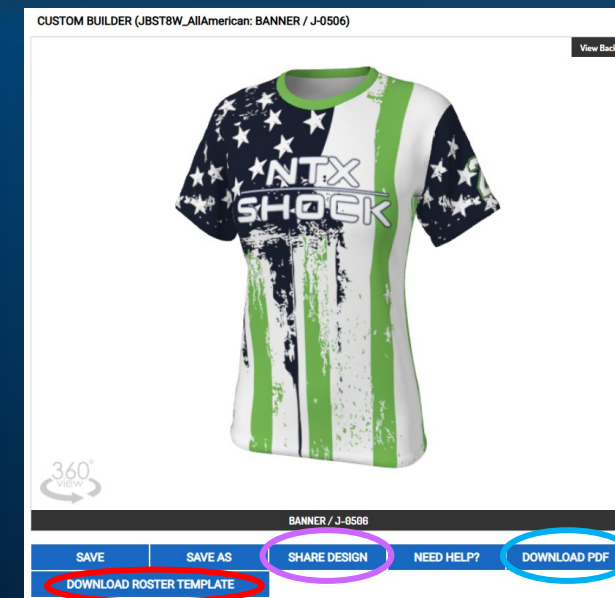 CUSTOM BUILDER (JBST8W_AllAmerican: BANNER / J-0506)
View Back
NTX
SHOCK
2
360°
VIEW
BANNER / J-0506
SAVE SAVE AS SHARE DESIGN NEED HELP? DOWNLOAD PDF
DOWNLOAD ROSTER TEMPLATE